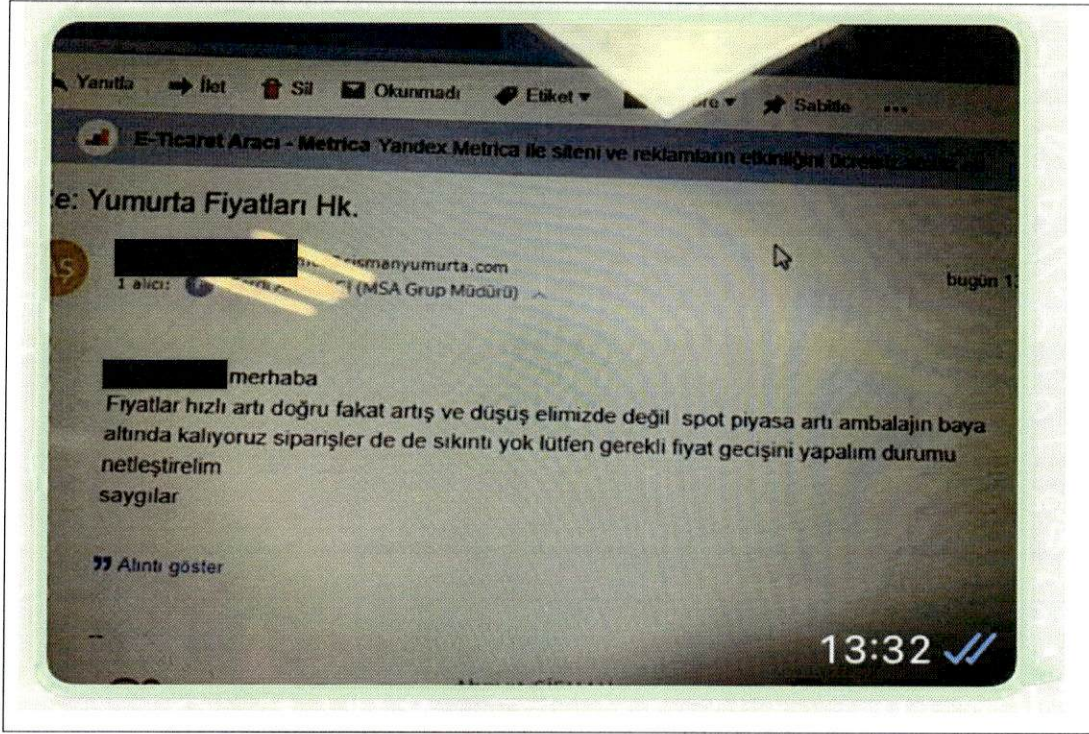 Yanıtla İlet Sil Okunmadı Etiket Sabitle ...
E-Ticaret Aracı - Metrica Yandex Metrica ile siteni ve reklamların etkinliğini
e: Yumurta Fiyatları Hk.
AŞ
ismanyumurta.com
bugün 1
1 alıcı: (MSA Grup Müdürü)
merhaba
Fiyatlar hızlı artı doğru fakat artış ve düşüş elimizde değil spot piyasa artı ambalajın baya
altında kalıyoruz siparişler de de sıkıntı yok lütfen gerekli fiyat gecişini yapalım durumu
netleştirelim
saygılar
Alıntı göster
--
13:32